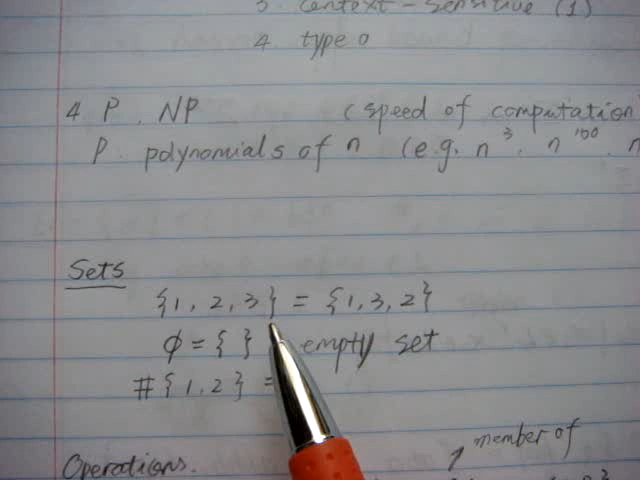 3 context-sensitive (1)
4 type 0
4 P, NP (speed of computation
P. polynomials of n (e.g. n³, n¹⁰⁰, n
Sets
{1, 2, 3} = {1, 3, 2}
φ = { } empty set
#{1, 2} =
member of
Operations.